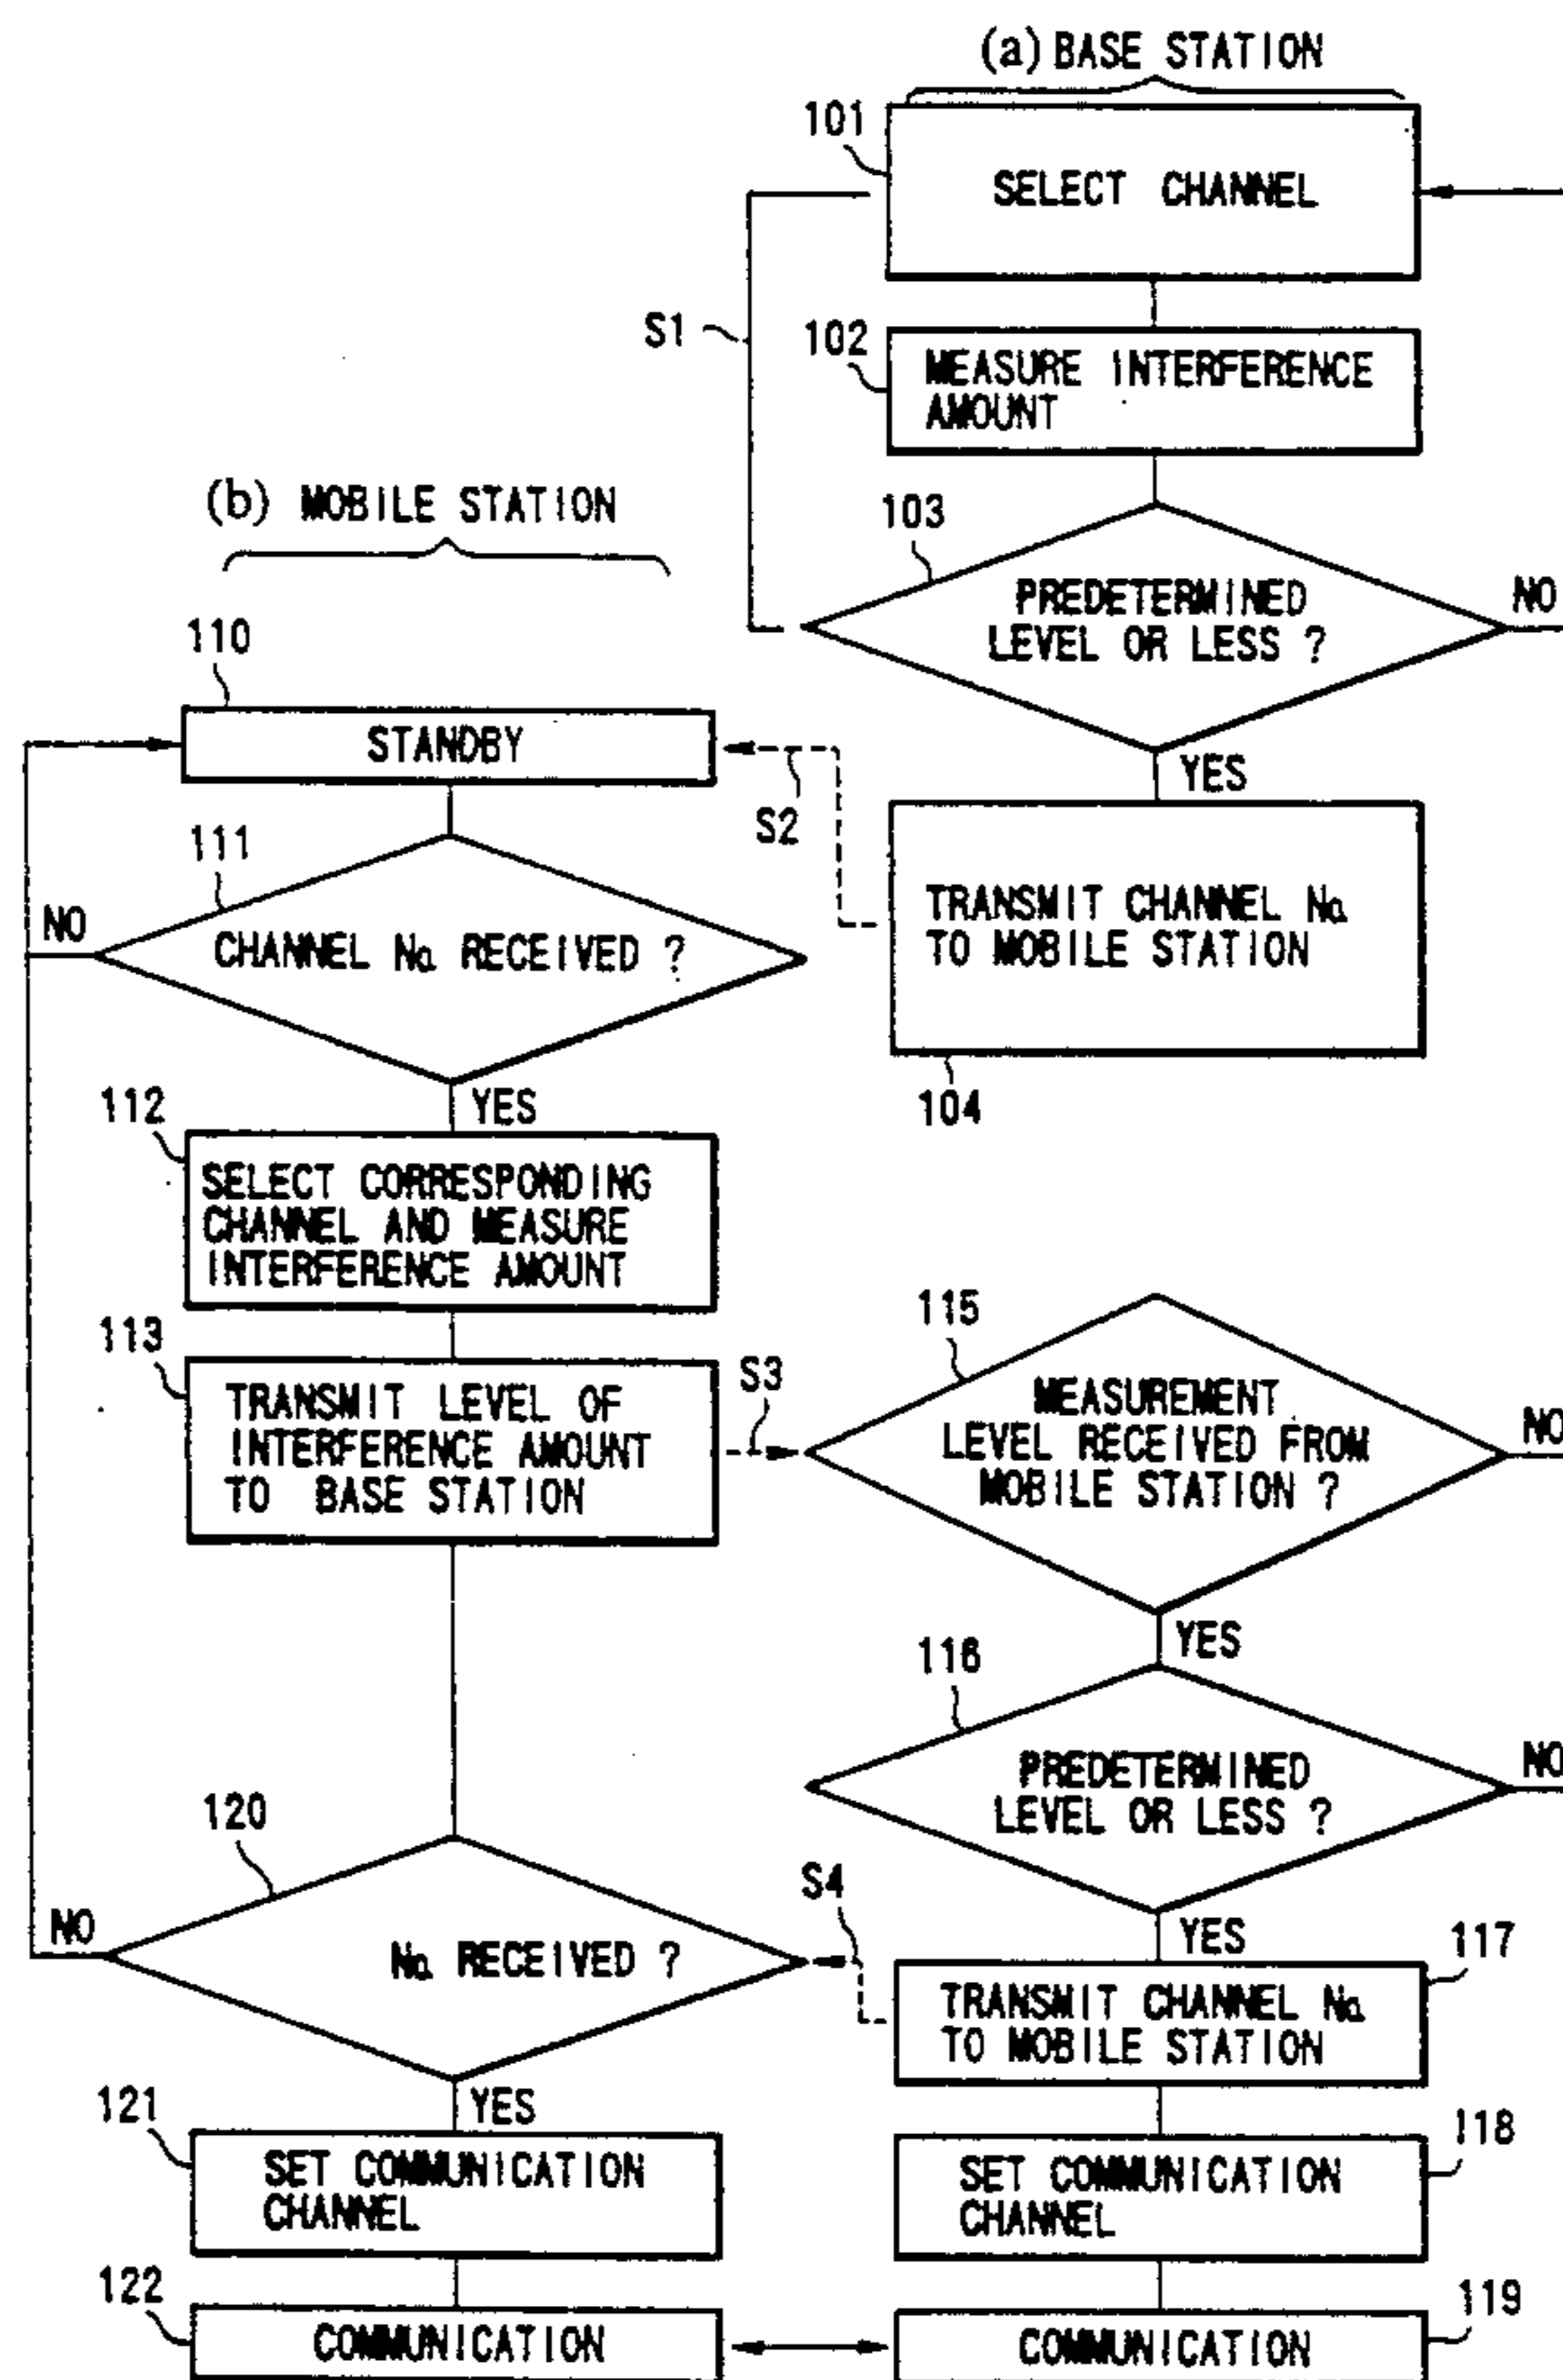 (a) BASE STATION
101
SELECT CHANNEL
S1
102
MEASURE INTERFERENCE
AMOUNT
(b) MOBILE STATION
103
PREDETERMINED
LEVEL OR LESS ?
NO
110
STANDBY
YES
S2
111
NO
CHANNEL No. RECEIVED ?
TRANSMIT CHANNEL No.
TO MOBILE STATION
104
112
YES
SELECT CORRESPONDING
CHANNEL AND MEASURE
INTERFERENCE AMOUNT
113
TRANSMIT LEVEL OF
INTERFERENCE AMOUNT
TO BASE STATION
S3
115
MEASUREMENT
LEVEL RECEIVED FROM
MOBILE STATION ?
NO
YES
116
PREDETERMINED
LEVEL OR LESS ?
NO
120
S4
NO
No. RECEIVED ?
YES
117
TRANSMIT CHANNEL No.
TO MOBILE STATION
YES
121
SET COMMUNICATION
CHANNEL
118
SET COMMUNICATION
CHANNEL
122
COMMUNICATION
119
COMMUNICATION